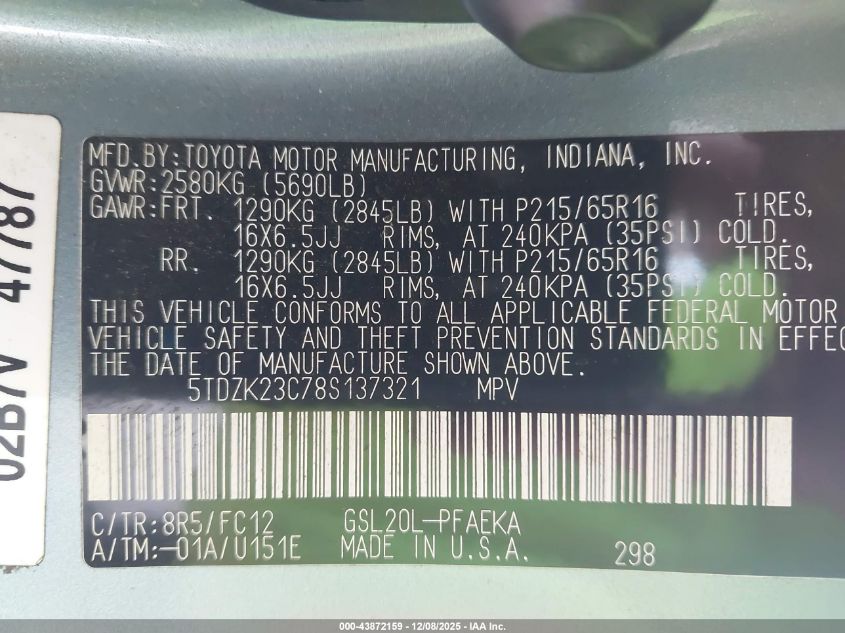 MFD.BY:TOYOTA MOTOR MANUFACTURING, INDIANA, INC.
GVWR:2580KG (5690LB)
GAWR:FRT. 1290KG (2845LB) WITH P215/65R16 TIRES,
16X6.5JJ RIMS, AT 240KPA (35PSI) COLD.
RR. 1290KG (2845LB) WITH P215/65R16 TIRES,
16X6.5JJ RIMS, AT 240KPA (35PSI) COLD.
THIS VEHICLE CONFORMS TO ALL APPLICABLE FEDERAL MOTOR
VEHICLE SAFETY AND THEFT PREVENTION STANDARDS IN EFFEC
THE DATE OF MANUFACTURE SHOWN ABOVE.
5TDZK23C78S137321 MPV
C/TR:8R5/FC12 GSL20L-PFAEKA
A/TM:-01A/U151E MADE IN U.S.A. 298
02B7V 47787
000-43872159 • 12/08/2025 • IAA Inc.